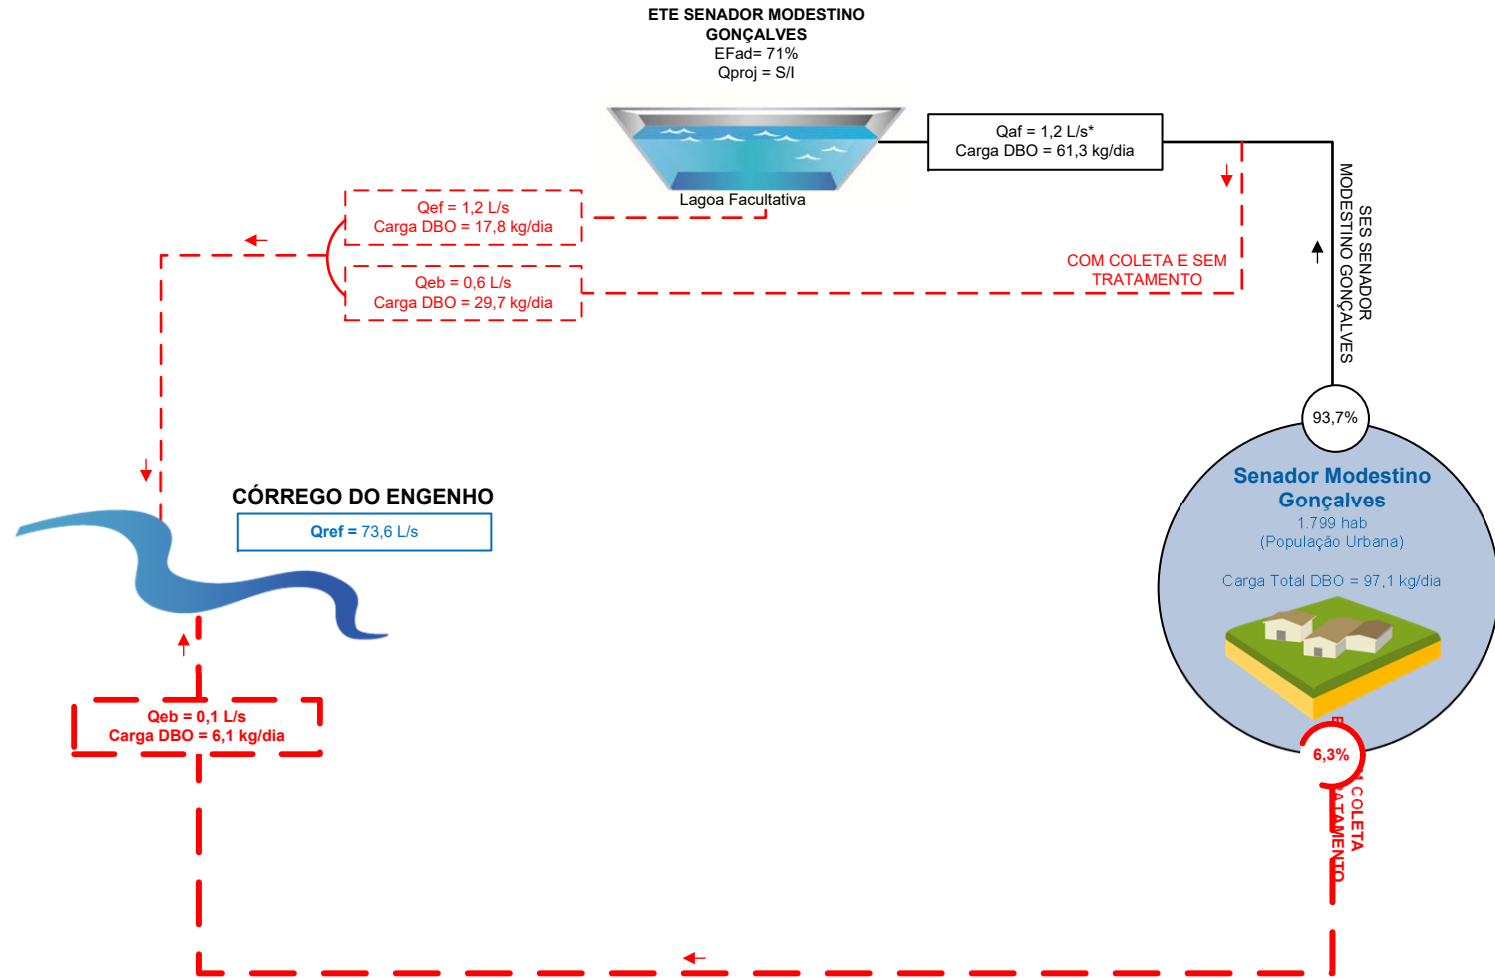 ETE SENADOR MODESTINO
GONÇALVES
EFad= 71%
Qproj = S/I
Qaf = 1,2 L/s*
Carga DBO = 61,3 kg/dia
Lagoa Facultativa
Qef = 1,2 L/s
Carga DBO = 17,8 kg/dia
Qeb = 0,6 L/s
Carga DBO = 29,7 kg/dia
COM COLETA E SEM
TRATAMENTO
SES SENADOR
MODESTINO GONÇALVES
93,7%
CÓRREGO DO ENGENHO
Qref = 73,6 L/s
Senador Modestino
Gonçalves
1.799 hab
(População Urbana)
Carga Total DBO = 97,1 kg/dia
Qeb = 0,1 L/s
Carga DBO = 6,1 kg/dia
6,3%
COLETA